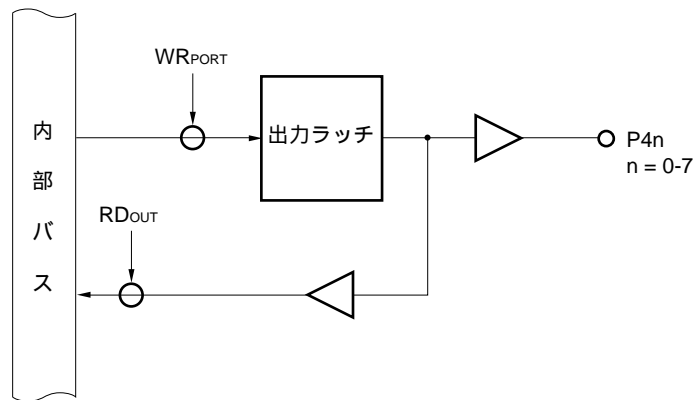 WRPORT
出力ラッチ
P4n
n = 0-7
内部バス
RDOUT